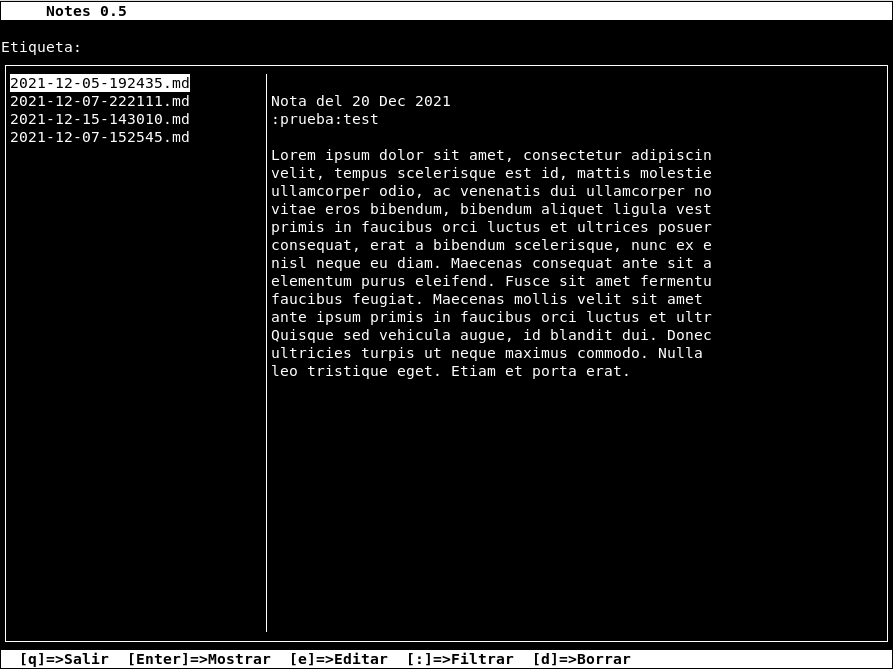 Notes 0.5
Etiqueta:
2021-12-05-192435.md
2021-12-07-222111.md
2021-12-15-143010.md
2021-12-07-152545.md
Nota del 20 Dec 2021
:prueba:test
Lorem ipsum dolor sit amet, consectetur adipiscin
velit, tempus scelerisque est id, mattis molestie
ullamcorper odio, ac venenatis dui ullamcorper no
vitae eros bibendum, bibendum aliquet ligula vest
primis in faucibus orci luctus et ultrices posuer
consequat, erat a bibendum scelerisque, nunc ex e
nisl neque eu diam. Maecenas consequat ante sit a
elementum purus eleifend. Fusce sit amet fermentu
faucibus feugiat. Maecenas mollis velit sit amet
ante ipsum primis in faucibus orci luctus et ultr
Quisque sed vehicula augue, id blandit dui. Donec
ultricies turpis ut neque maximus commodo. Nulla
leo tristique eget. Etiam et porta erat.
[q]=>Salir  [Enter]=>Mostrar  [e]=>Editar  [:]=>Filtrar  [d]=>Borrar